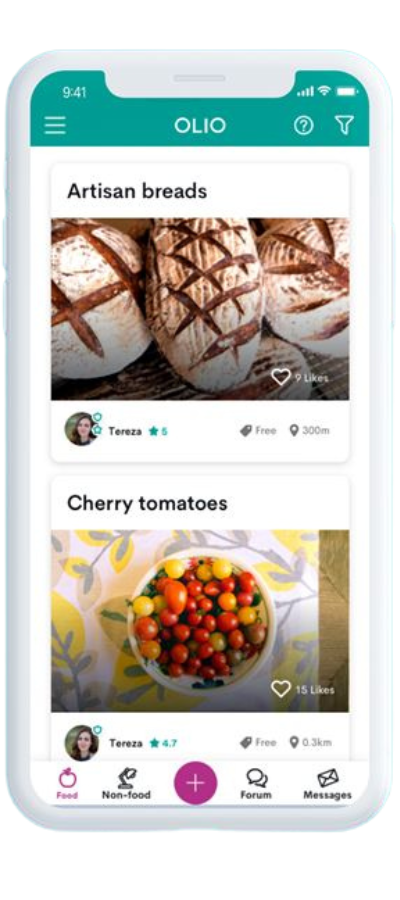 9:41
OLIO
Artisan breads
9 Likes
Tereza 5 Free 300m
Cherry tomatoes
15 Likes
Tereza 4.7 Free 0.3km
Food Non-food Forum Messages